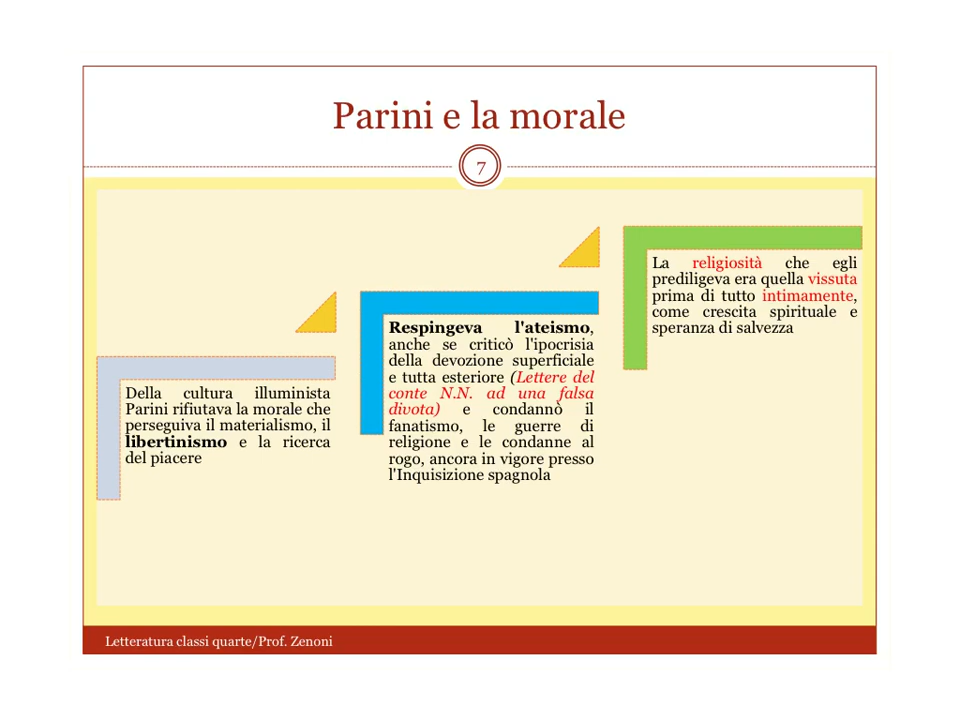 Parini e la morale
7
Della cultura illuminista
Parini rifiutava la morale che
perseguiva il materialismo, il
libertinismo e la ricerca
del piacere
Respingeva l'ateismo,
anche se criticò l'ipocrisia
della devozione superficiale
e tutta esteriore (Lettere del
conte N.N. ad una falsa
divota) e condannò il
fanatismo, le guerre di
religione e le condanne al
rogo, ancora in vigore presso
l'Inquisizione spagnola
La religiosità che egli
prediligeva era quella vissuta
prima di tutto intimamente,
come crescita spirituale e
speranza di salvezza
Letteratura classi quarte/Prof. Zenoni